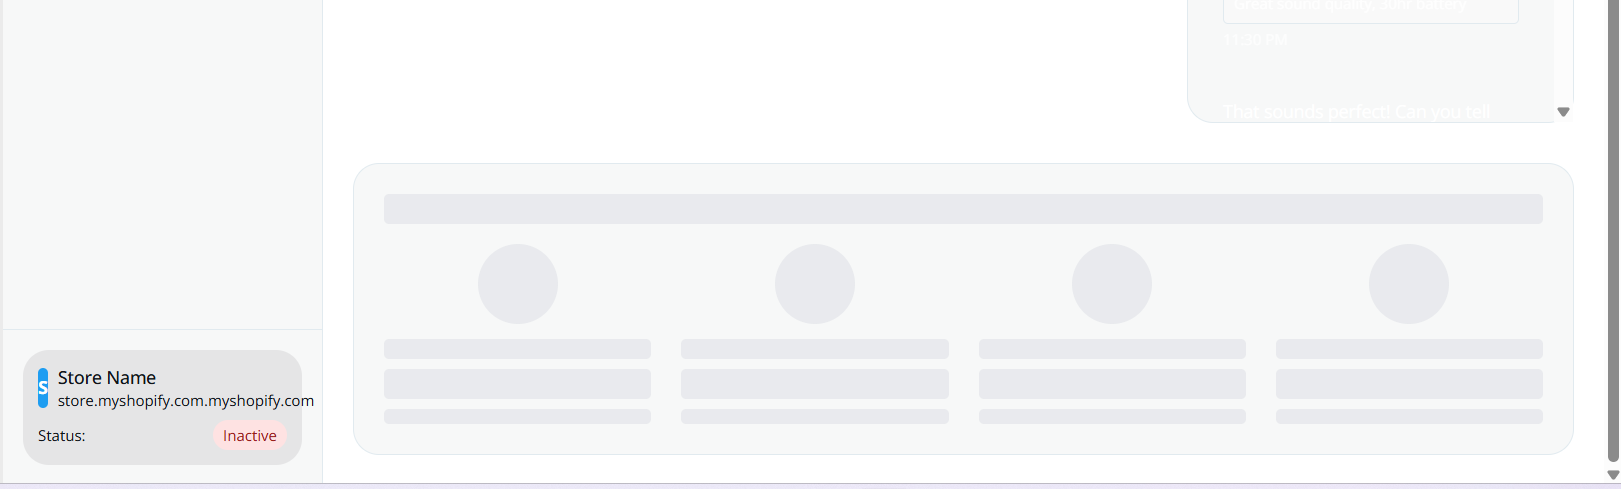 Great sound quality, 30hr battery
11:30 PM
That sounds perfect! Can you tell
S
Store Name
store.myshopify.com.myshopify.com
Status:
Inactive